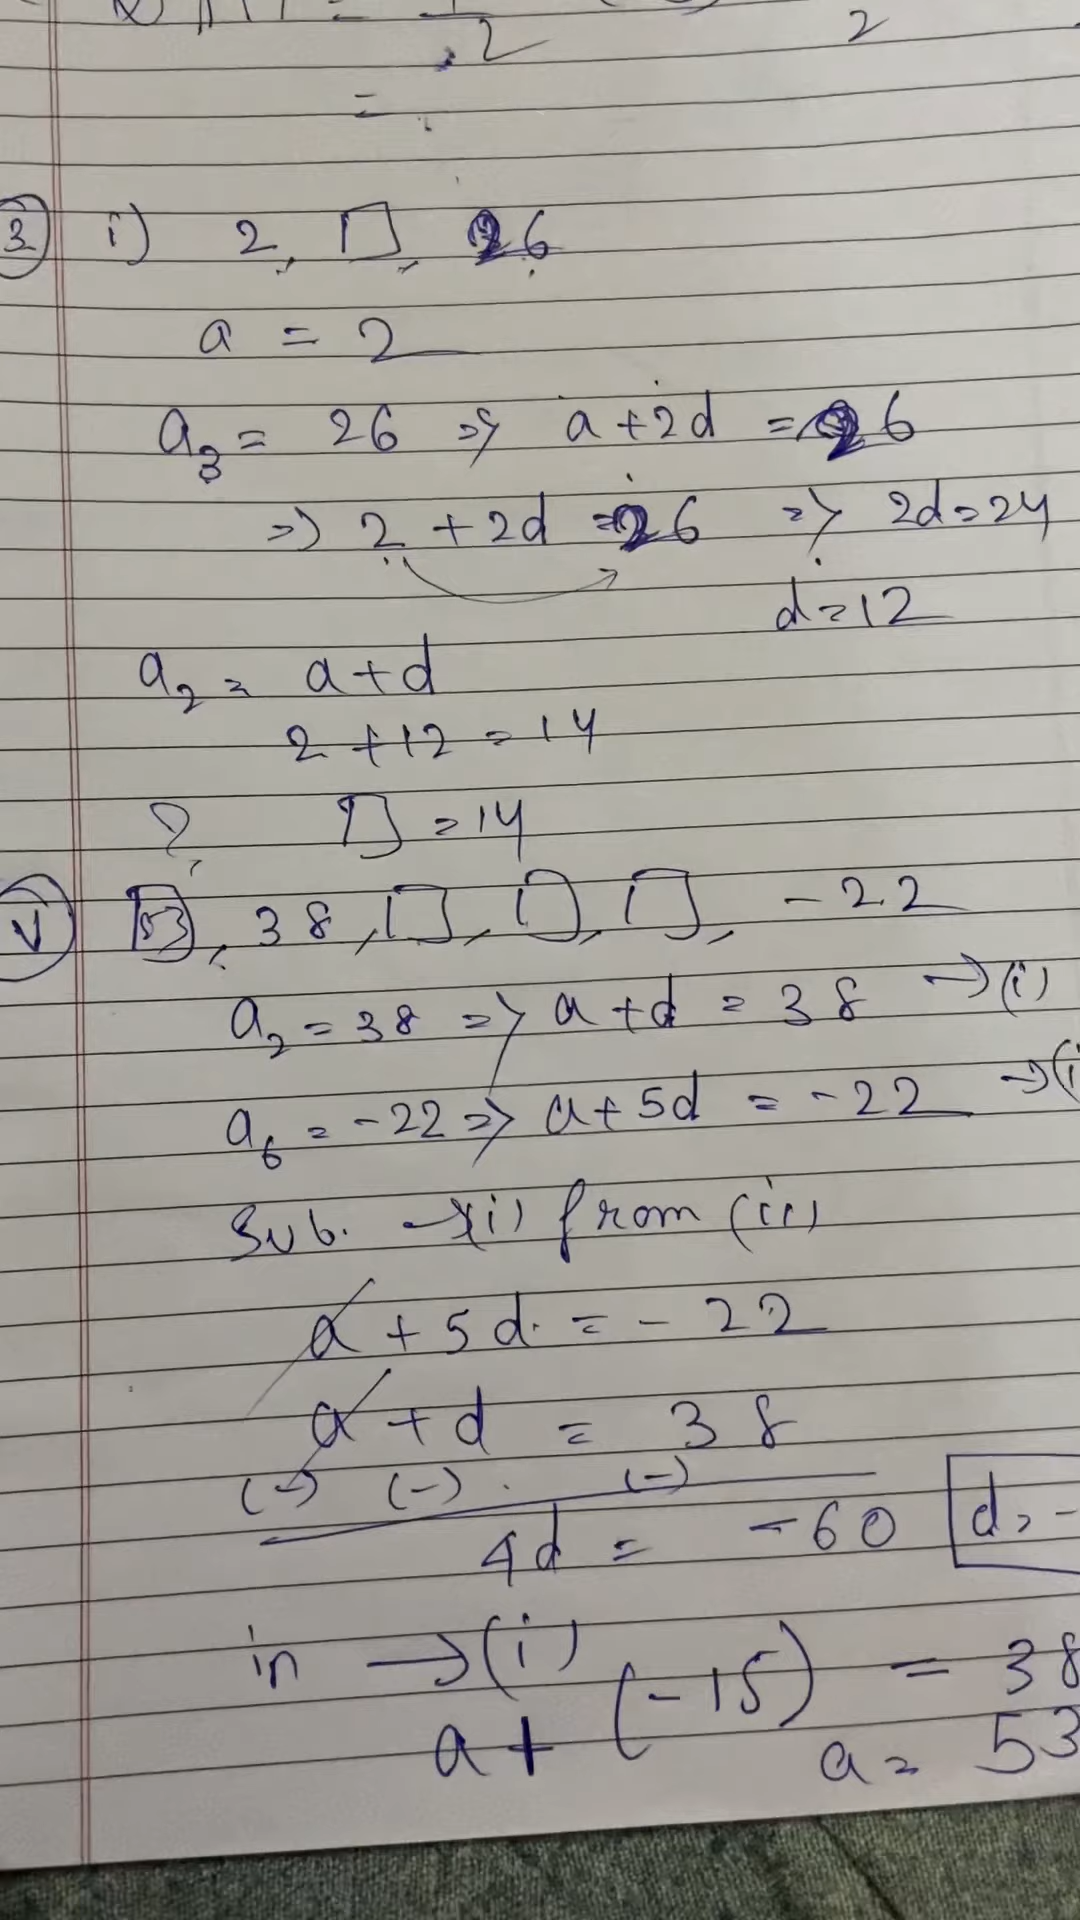 2
2
=
3 i) 2, □, 26
a = 2
a₃ = 26 => a + 2d = 26
=> 2 + 2d = 26 => 2d = 24
d = 12
a₂ = a + d
2 + 12 = 14
□ = 14
v 53, 38, □, □, □, -22
a₂ = 38 => a + d = 38 → (i)
a₆ = -22 => a + 5d = -22 → (i
Sub. → (i) from (ii)
a + 5d = -22
a + d = 38
(-) (-) (-)
4d = -60 d = -
in → (i)
a + (-15) = 38
a = 53